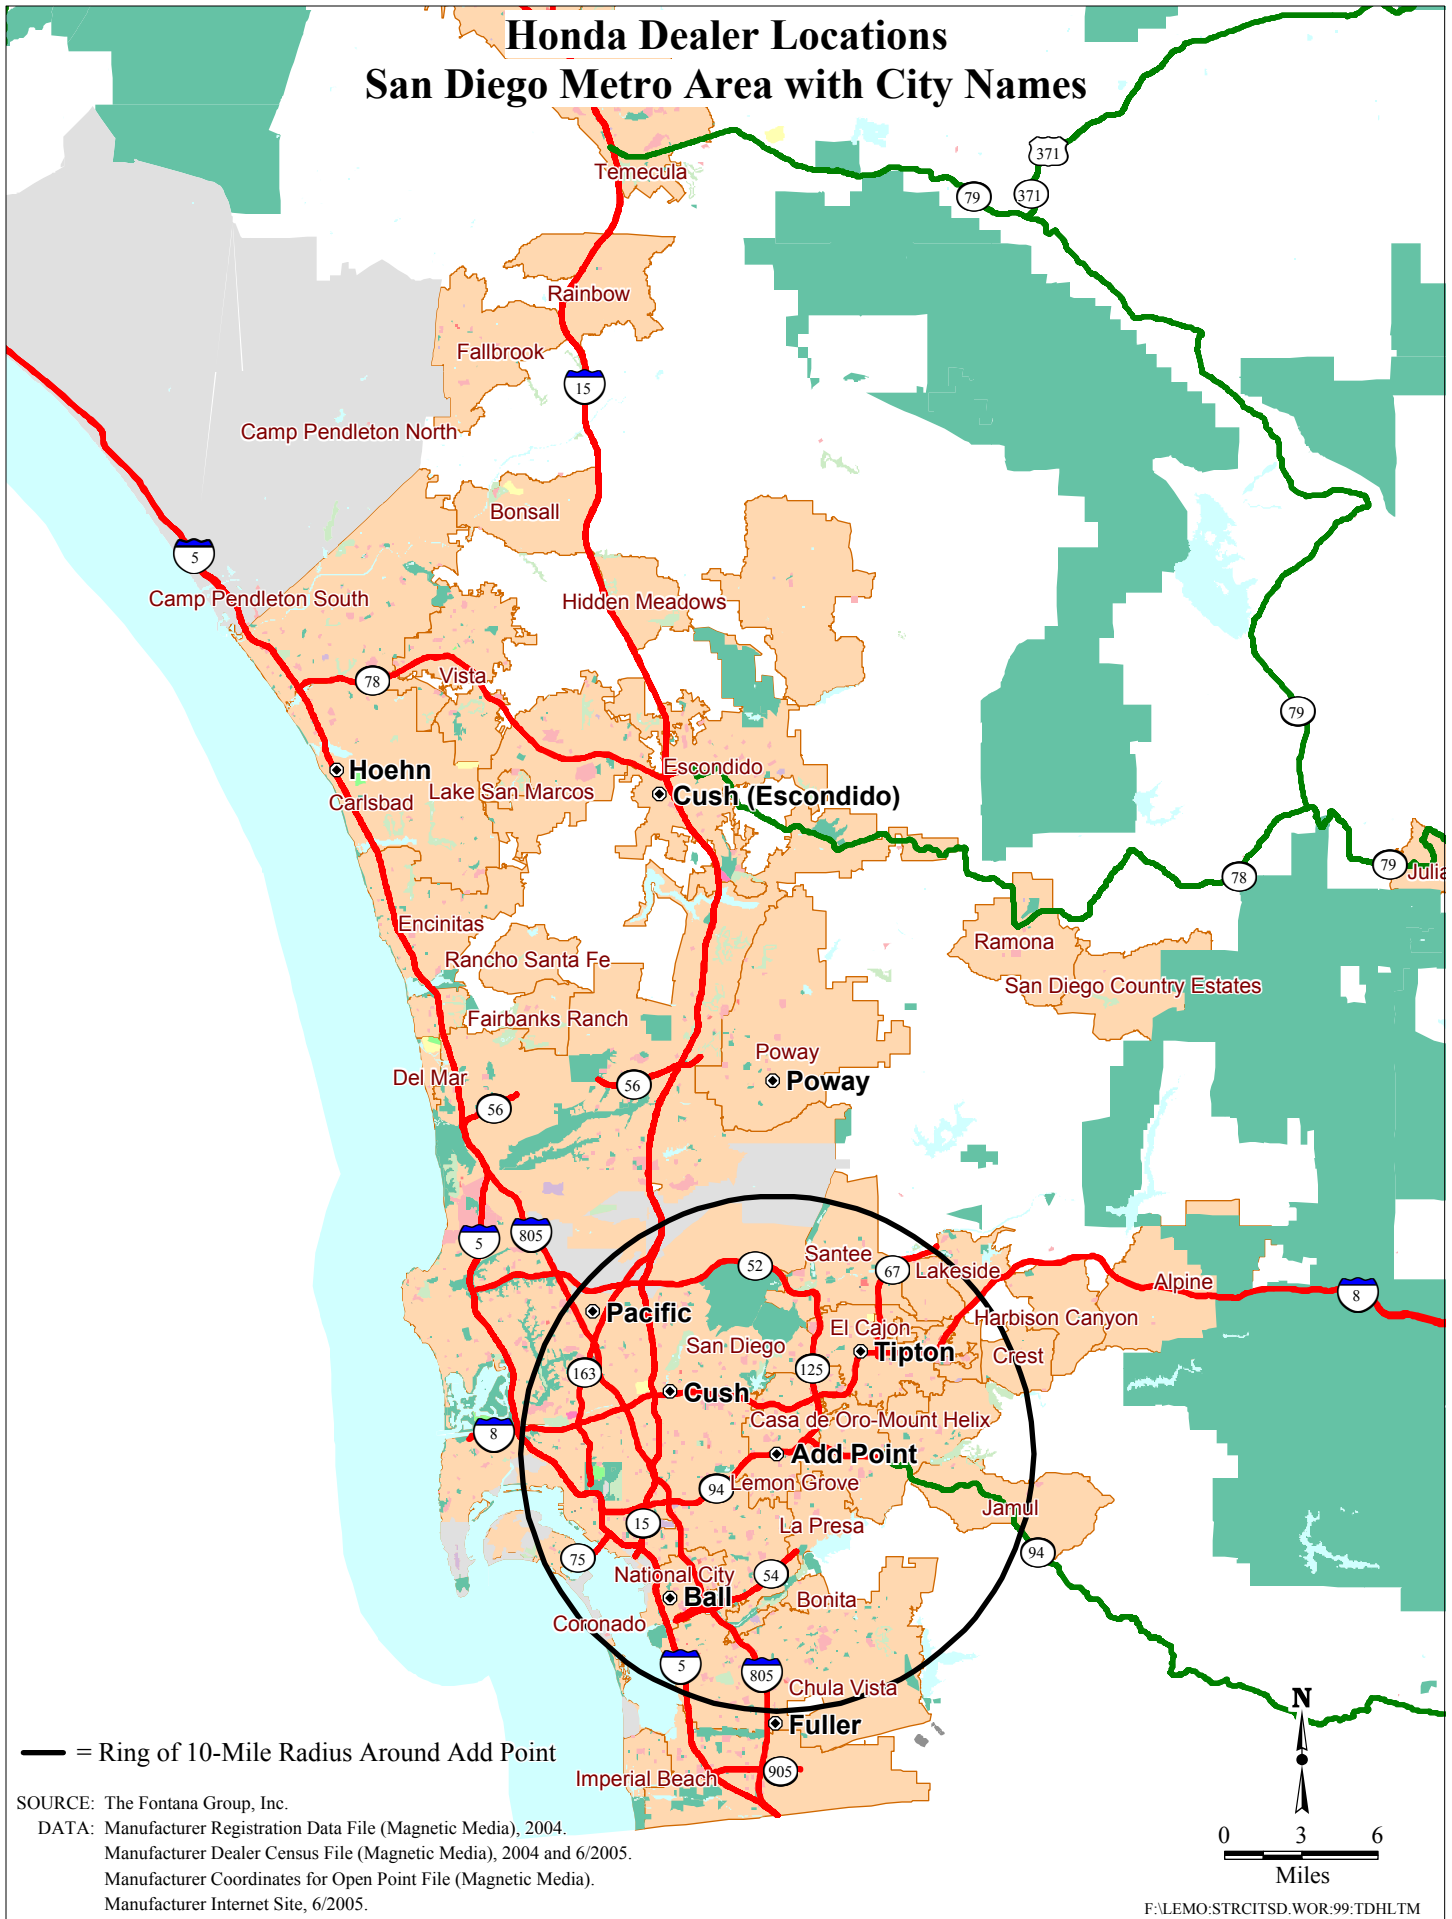 Honda Dealer Locations
San Diego Metro Area with City Names
371
Temecula
79
371
Rainbow
Fallbrook
15
Camp Pendleton North
Bonsall
5
Camp Pendleton South
Hidden Meadows
Vista
78
79
Hoehn
Escondido
Carlsbad
Lake San Marcos
Cush (Escondido)
79
78
Julia
Encinitas
Ramona
Rancho Santa Fe
San Diego Country Estates
Fairbanks Ranch
Poway
Del Mar
56
Poway
56
5
805
Santee
52
67
Lakeside
Alpine
8
Pacific
El Cajon
Harbison Canyon
San Diego
Tipton
Crest
163
125
Cush
Casa de Oro-Mount Helix
8
Add Point
94
Lemon Grove
Jamul
15
La Presa
75
94
National City
54
Ball
Bonita
Coronado
5
805
Chula Vista
N
Fuller
= Ring of 10-Mile Radius Around Add Point
905
Imperial Beach
SOURCE: The Fontana Group, Inc.
DATA: Manufacturer Registration Data File (Magnetic Media), 2004.
Manufacturer Dealer Census File (Magnetic Media), 2004 and 6/2005.
Manufacturer Coordinates for Open Point File (Magnetic Media).
Manufacturer Internet Site, 6/2005.
0 3 6
Miles
F:\LEMO:STRCITSD.WOR:99:TDHLTM